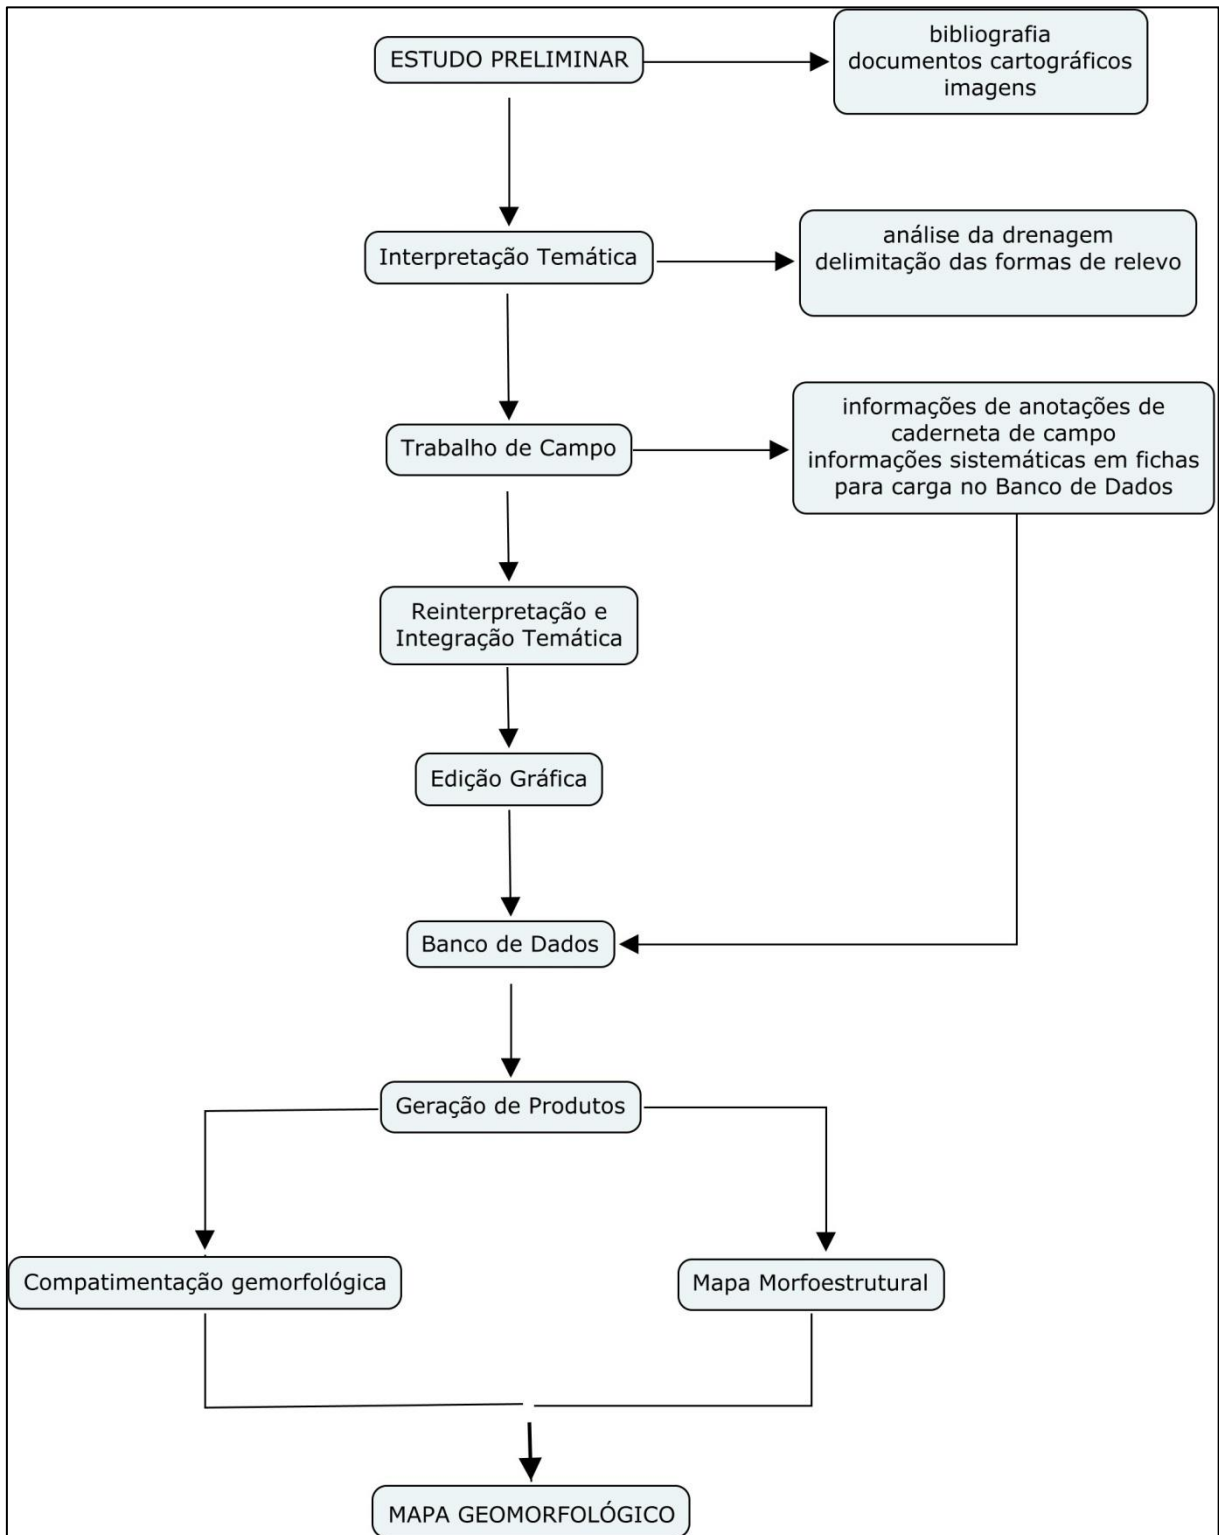 ESTUDO PRELIMINAR
bibliografia
documentos cartográficos
imagens
Interpretação Temática
análise da drenagem
delimitação das formas de relevo
Trabalho de Campo
informações de anotações de
caderneta de campo
informações sistemáticas em fichas
para carga no Banco de Dados
Reinterpretação e
Integração Temática
Edição Gráfica
Banco de Dados
Geração de Produtos
Compatimentação gemorfológica
Mapa Morfoestrutural
MAPA GEOMORFOLÓGICO